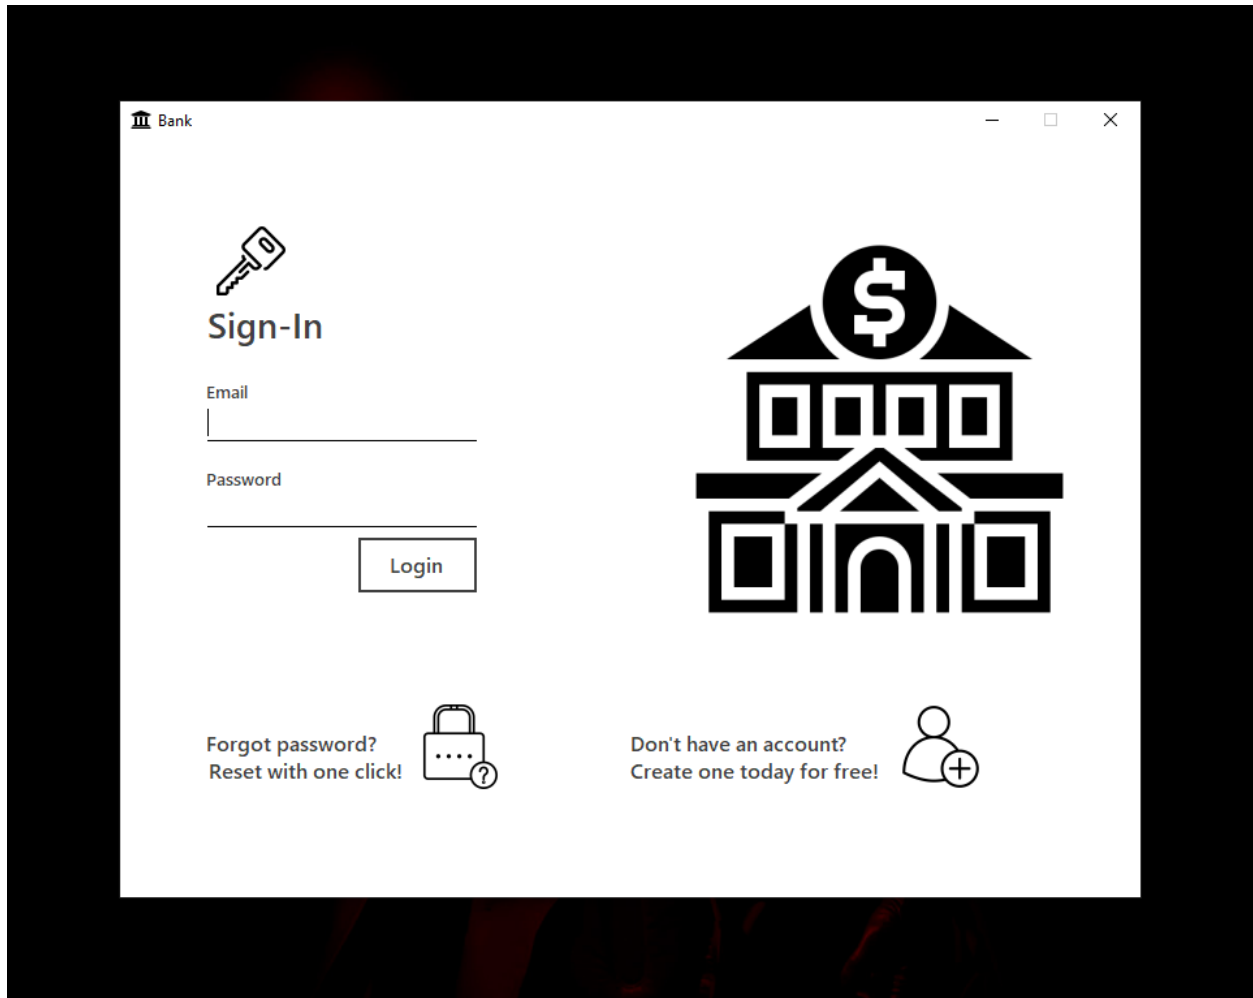 Bank
Sign-In
Email
Password
Login
Forgot password?
Reset with one click!
Don't have an account?
Create one today for free!